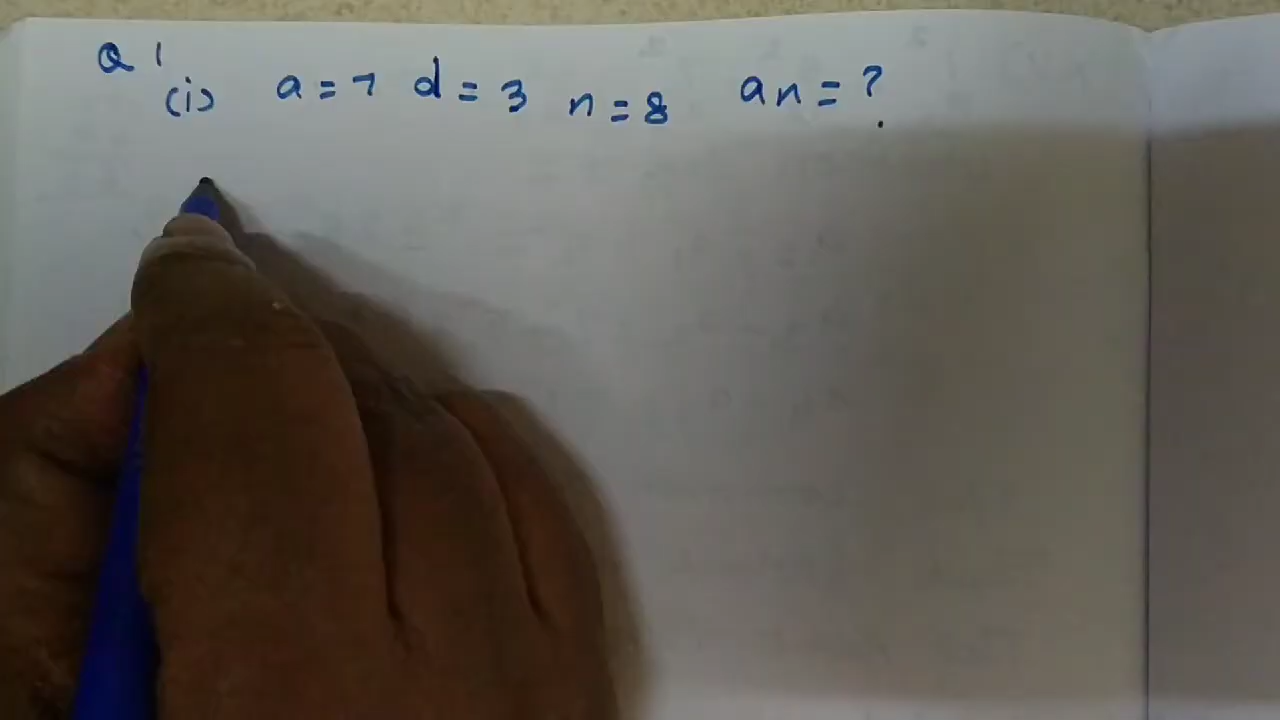 Q 1
(i) a = 7 d = 3 n = 8 an = ?